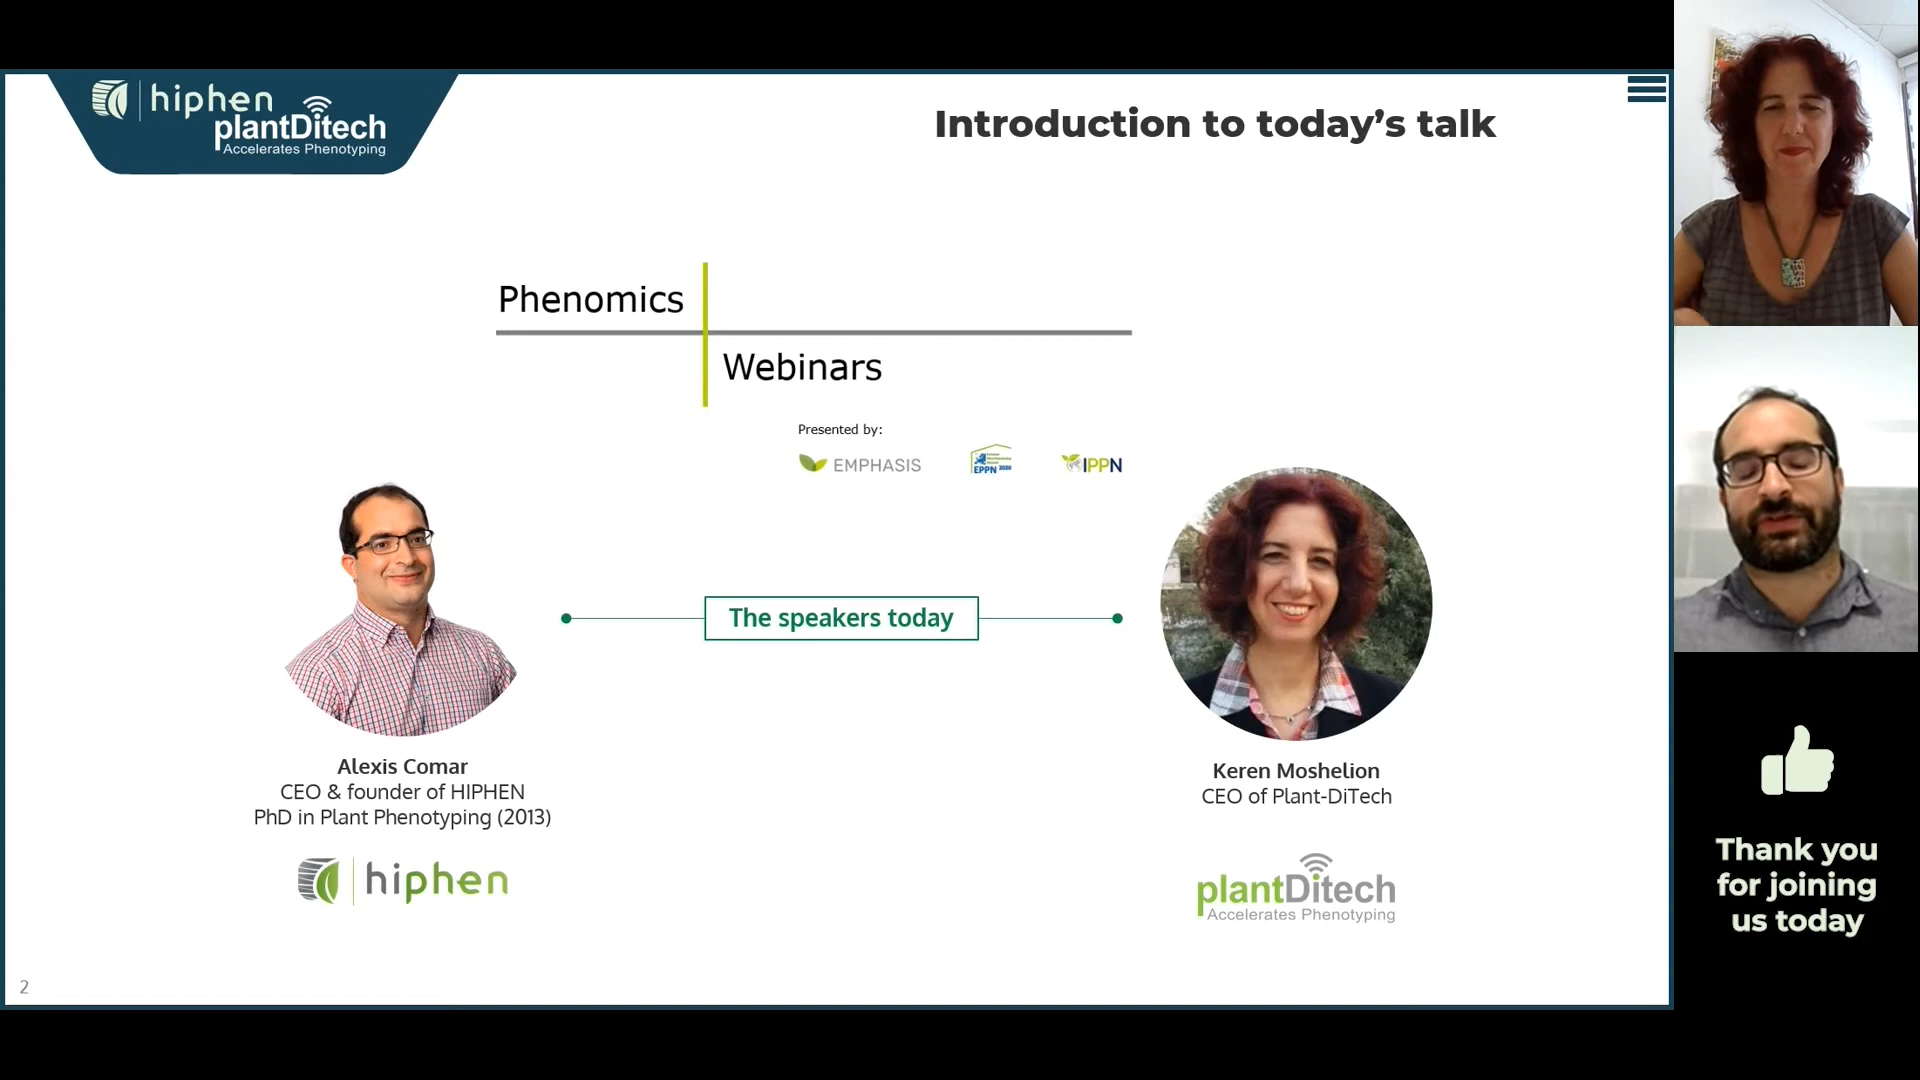 hiphen
plantDitech
Accelerates Phenotyping
Introduction to today’s talk
Phenomics
Webinars
Presented by:
EMPHASIS
EPPN 2020
IPPN
The speakers today
Alexis Comar
CEO & founder of HIPHEN
PhD in Plant Phenotyping (2013)
hiphen
Keren Moshelion
CEO of Plant-DiTech
plantDitech
Accelerates Phenotyping
2
Thank you
for joining
us today